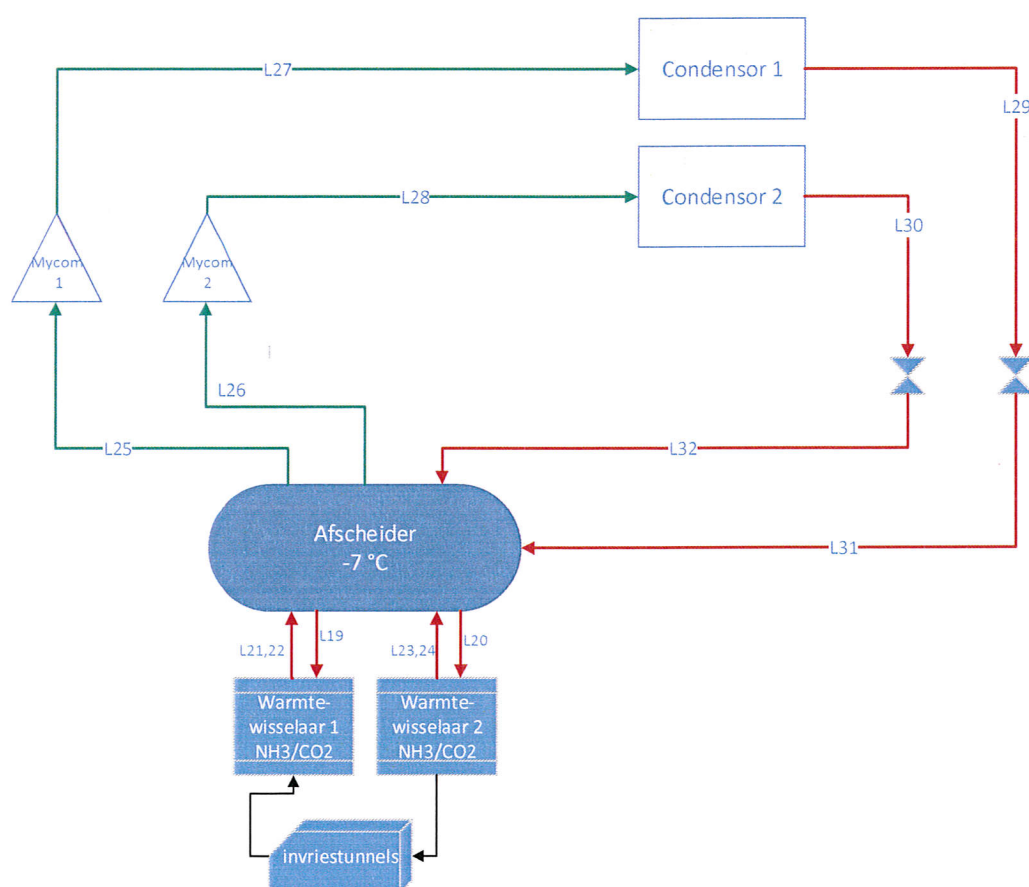 L27
Condensor 1
L29
L28
Condensor 2
L30
Mycom
1
Mycom
2
L26
L25
L32
Afscheider
-7 °C
L31
L21,22
L19
L23,24
L20
Warmte-
wisselaar 1
NH3/CO2
Warmte-
wisselaar 2
NH3/CO2
invriestunnels